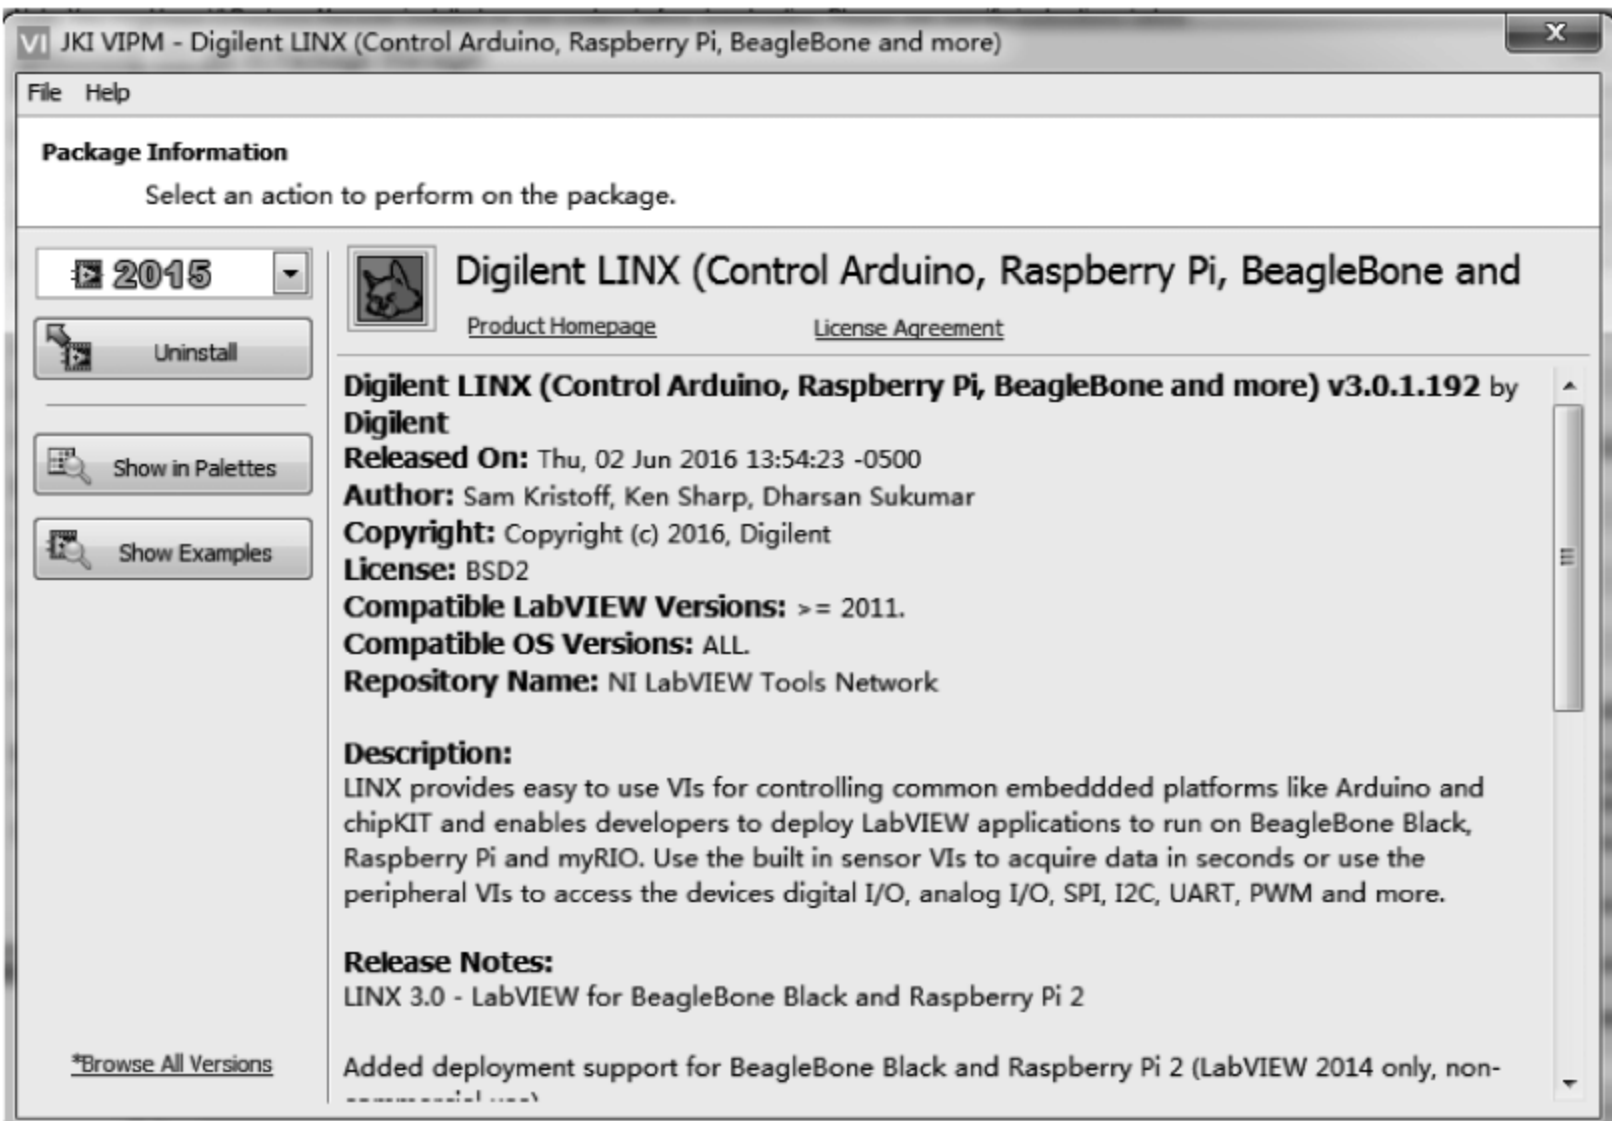 VI JKI VIPM - Digilent LINX (Control Arduino, Raspberry Pi, BeagleBone and more)
File Help
Package Information
Select an action to perform on the package.
2015
Uninstall
Show in Palettes
Show Examples
*Browse All Versions
Digilent LINX (Control Arduino, Raspberry Pi, BeagleBone and
Product Homepage License Agreement
Digilent LINX (Control Arduino, Raspberry Pi, BeagleBone and more) v3.0.1.192 by
Digilent
Released On: Thu, 02 Jun 2016 13:54:23 -0500
Author: Sam Kristoff, Ken Sharp, Dharsan Sukumar
Copyright: Copyright (c) 2016, Digilent
License: BSD2
Compatible LabVIEW Versions: >= 2011.
Compatible OS Versions: ALL.
Repository Name: NI LabVIEW Tools Network
Description:
LINX provides easy to use VIs for controlling common embeddded platforms like Arduino and
chipKIT and enables developers to deploy LabVIEW applications to run on BeagleBone Black,
Raspberry Pi and myRIO. Use the built in sensor VIs to acquire data in seconds or use the
peripheral VIs to access the devices digital I/O, analog I/O, SPI, I2C, UART, PWM and more.
Release Notes:
LINX 3.0 - LabVIEW for BeagleBone Black and Raspberry Pi 2
Added deployment support for BeagleBone Black and Raspberry Pi 2 (LabVIEW 2014 only, non-